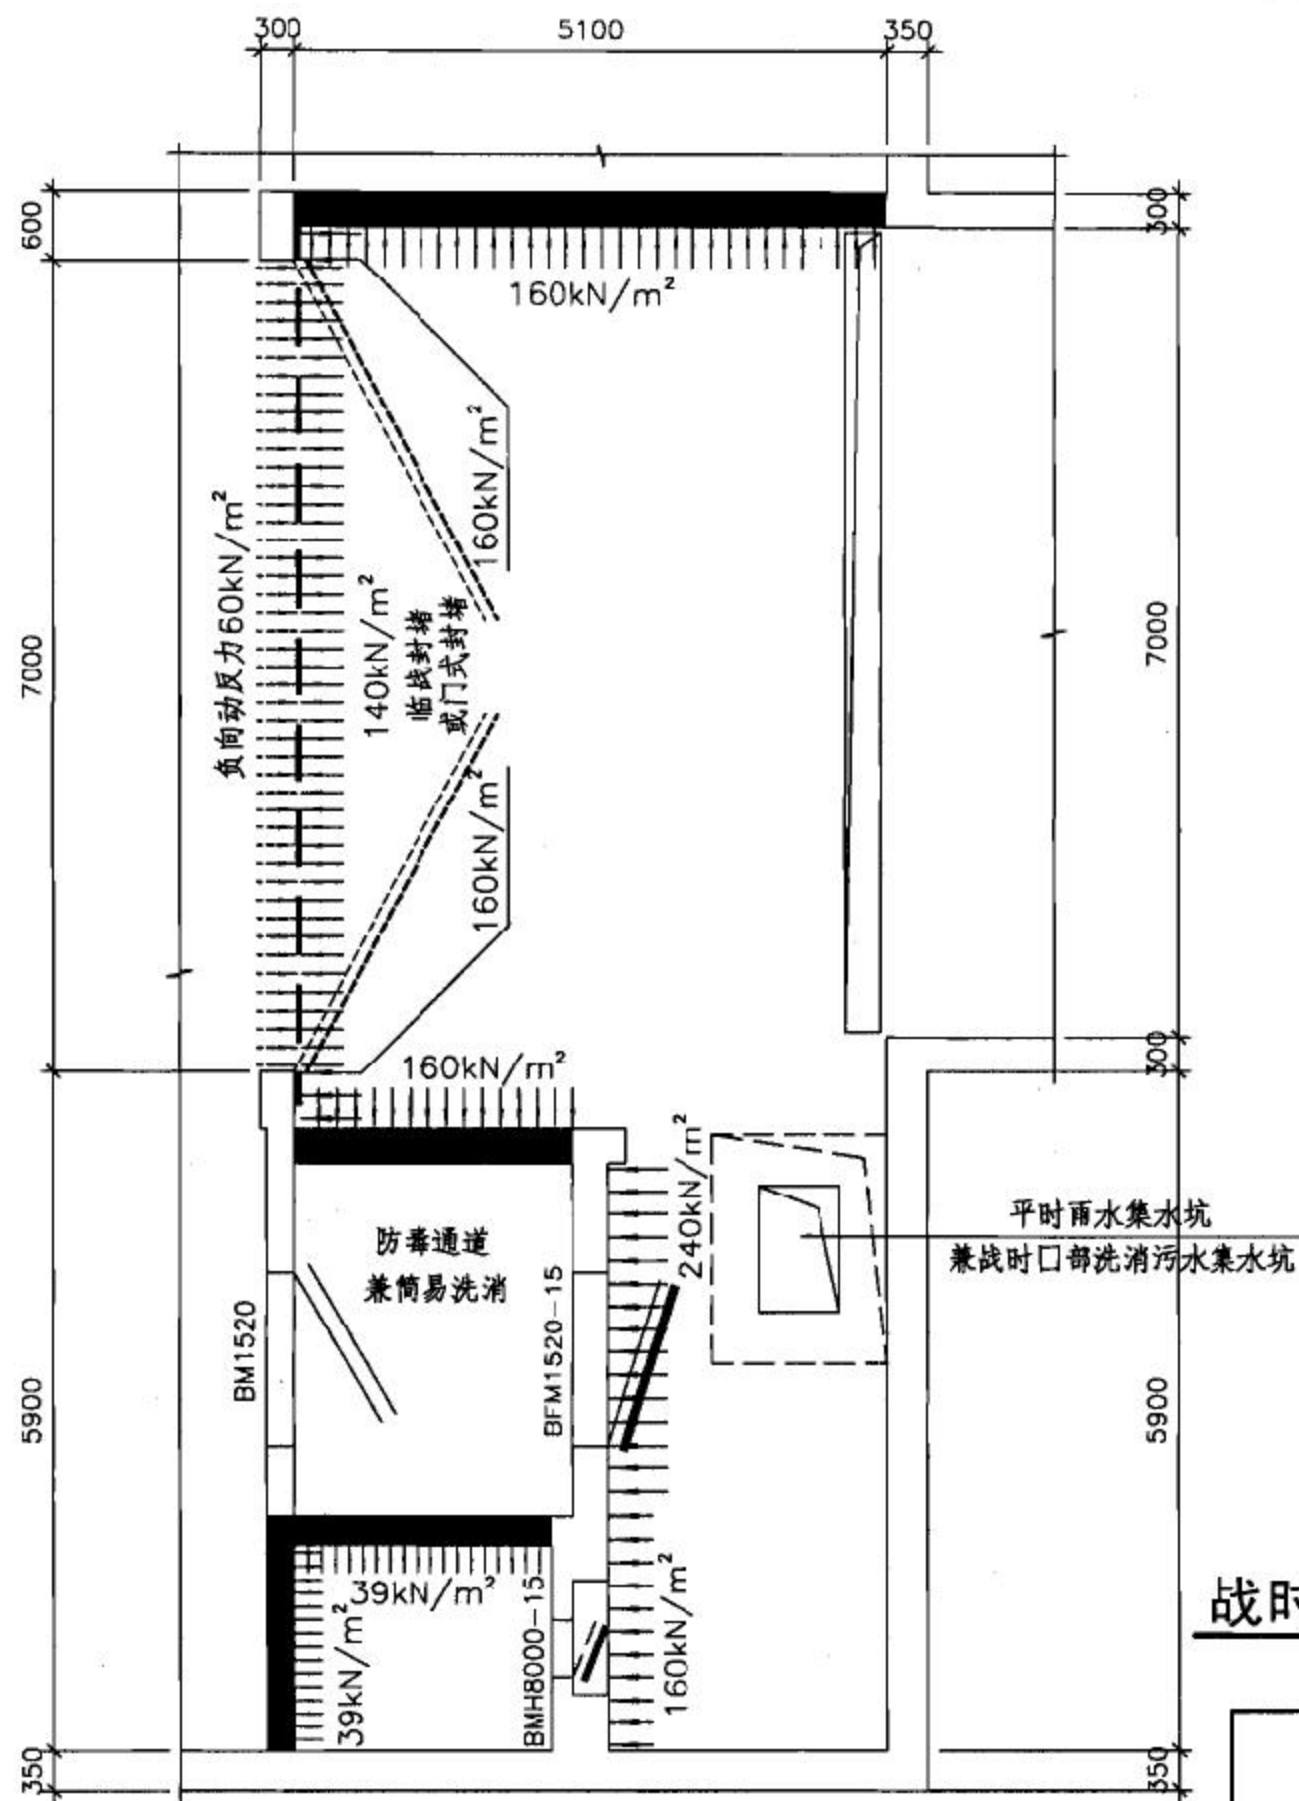 300
5100
350
600
300
160kN/m²
160kN/m²
负向动反力60kN/m²
140kN/m²
临战封堵
或门式封堵
7000
7000
160kN/m²
160kN/m²
300
240kN/m²
平时雨水集水坑
兼战时口部洗消污水集水坑
防毒通道
兼简易洗消
BM1520
BFM1520-15
5900
5900
39kN/m²
39kN/m²
BMH8000-15
160kN/m²
战时
350
350